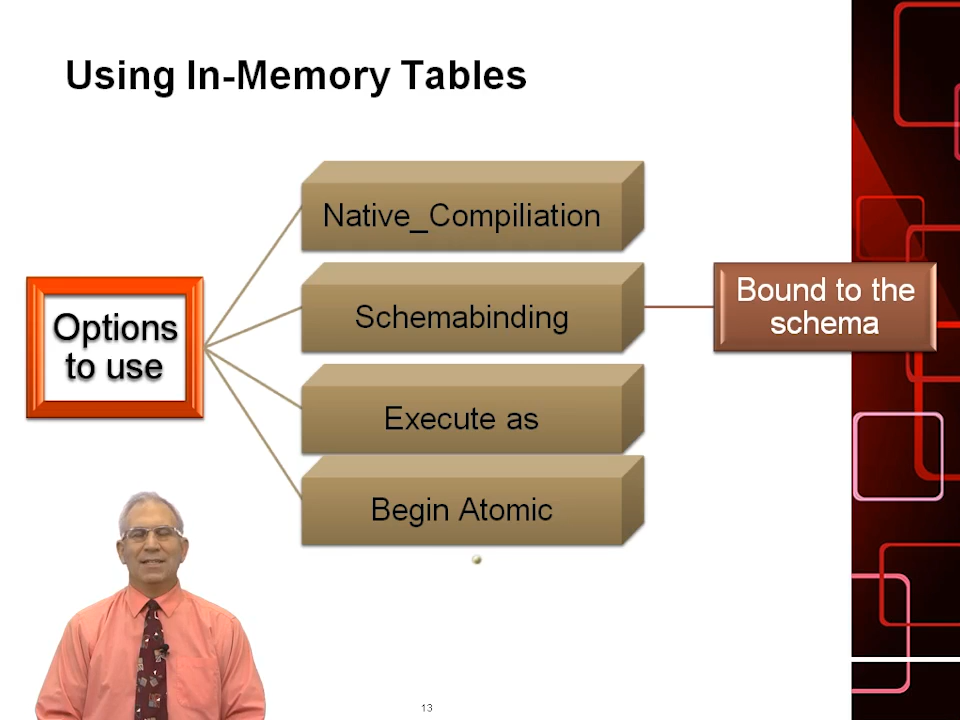 Using In-Memory Tables
Native_Compiliation
Schemabinding
Bound to the
schema
Options
to use
Execute as
Begin Atomic
13